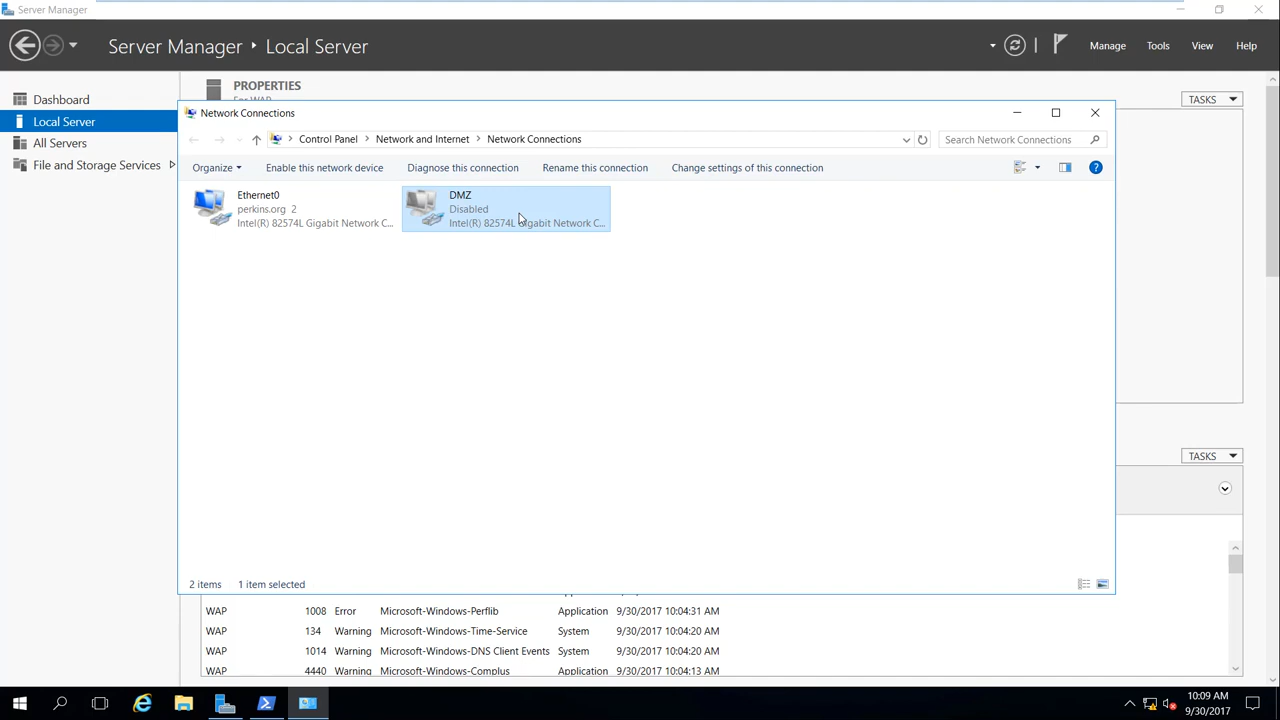 Server Manager
Server Manager ‣ Local Server
Manage Tools View Help
Dashboard
Local Server
All Servers
File and Storage Services
PROPERTIES
For WAP
TASKS
Network Connections
Control Panel > Network and Internet > Network Connections
Search Network Connections
Organize Enable this network device Diagnose this connection Rename this connection Change settings of this connection
Ethernet0
perkins.org 2
Intel(R) 82574L Gigabit Network C...
DMZ
Disabled
Intel(R) 82574L Gigabit Network C...
TASKS
2 items 1 item selected
WAP 1008 Error Microsoft-Windows-Perflib Application 9/30/2017 10:04:31 AM
WAP 134 Warning Microsoft-Windows-Time-Service System 9/30/2017 10:04:20 AM
WAP 1014 Warning Microsoft-Windows-DNS Client Events System 9/30/2017 10:04:20 AM
WAP 4440 Warning Microsoft-Windows-Complus Application 9/30/2017 10:04:13 AM
10:09 AM
9/30/2017